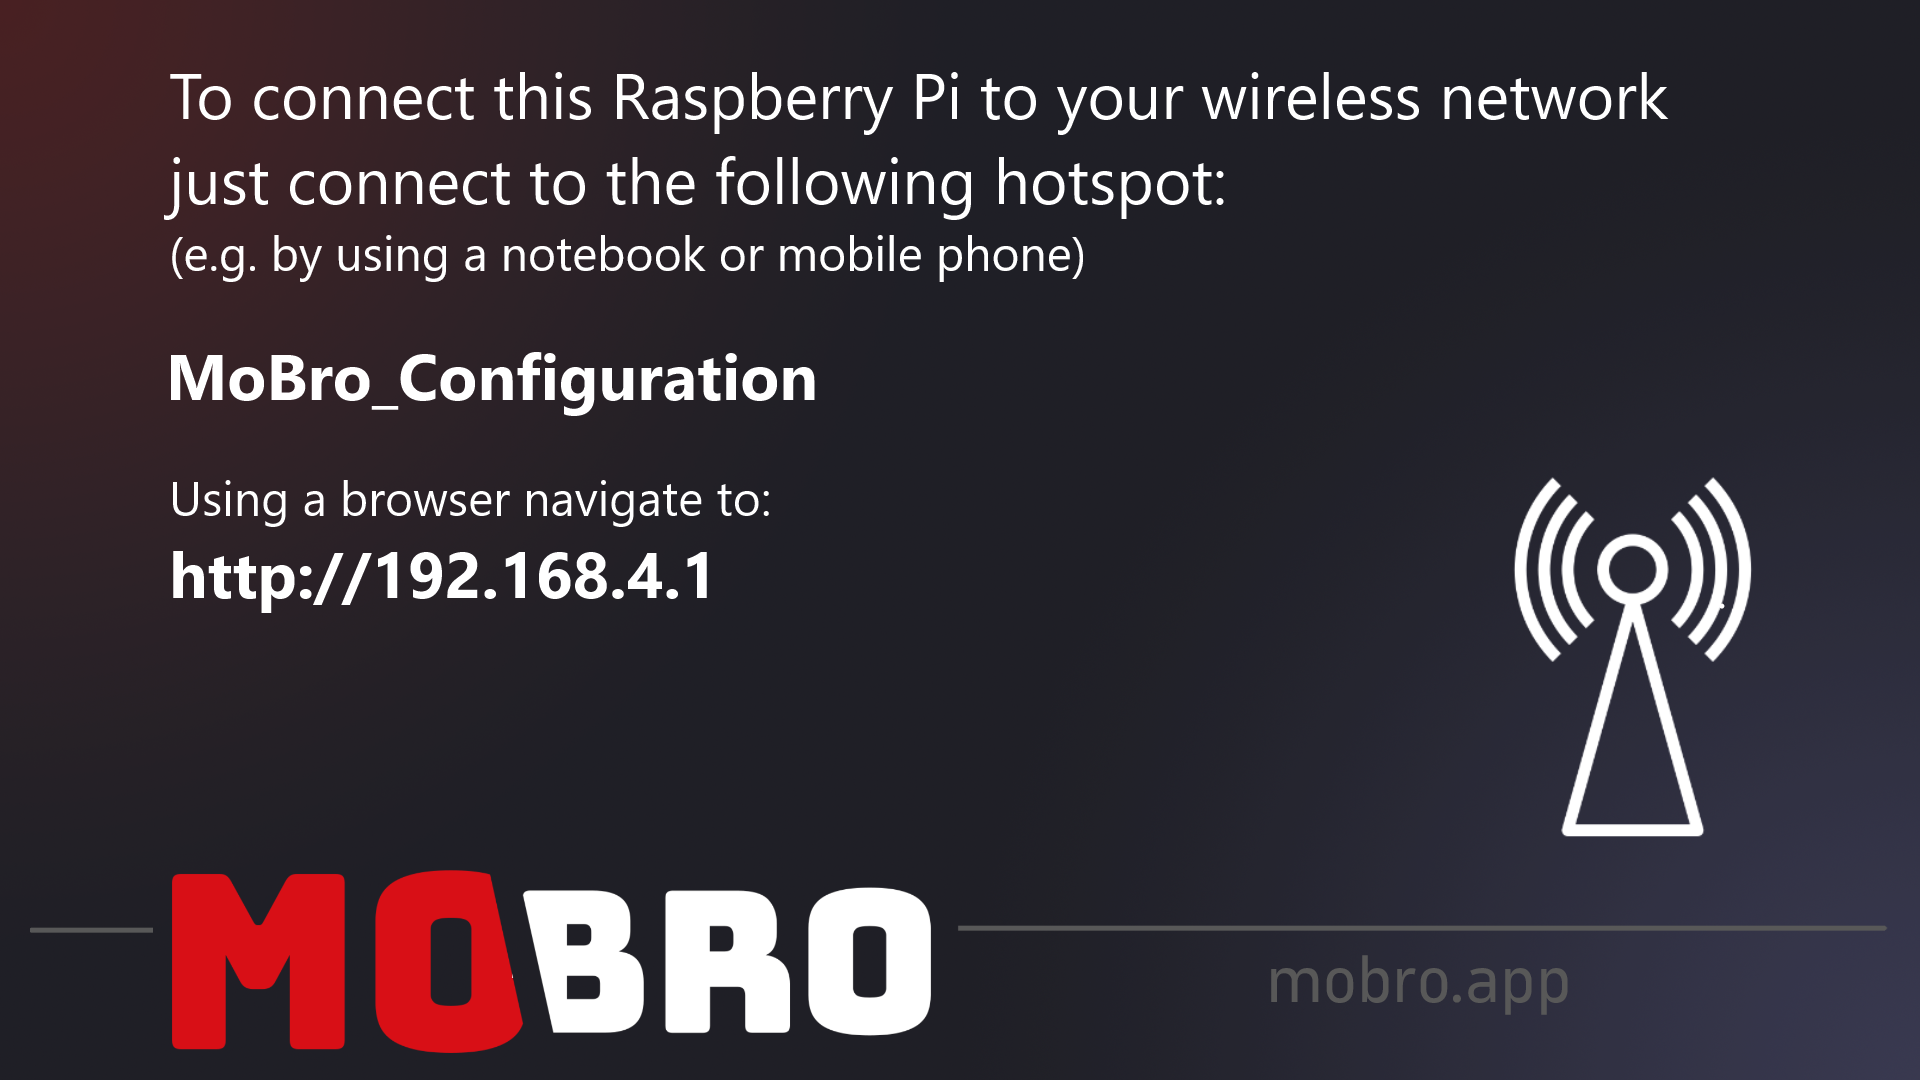 To connect this Raspberry Pi to your wireless network
just connect to the following hotspot:
(e.g. by using a notebook or mobile phone)
MoBro_Configuration
Using a browser navigate to:
http://192.168.4.1
MOBRO
mobro.app